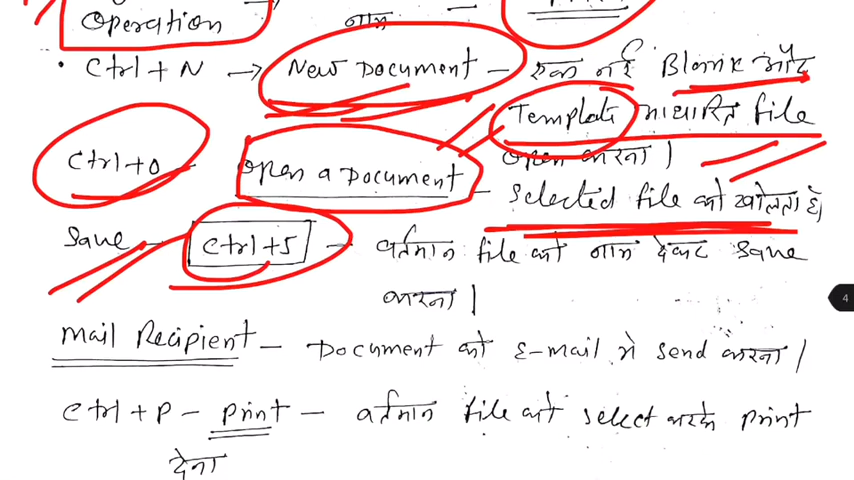 Operation नाम -
• Ctrl + N → New Document - एक नई Blank और
Template आधारित file
open करना।
Ctrl+O - Open a Document - Selected file को खोलता है।
Save - Ctrl+S - वर्तमान file को नाम देकर save
करना।
Mail Recipient - Document को E-mail में send करना।
Ctrl + P - Print - वर्तमान file को select करके print
देना
4